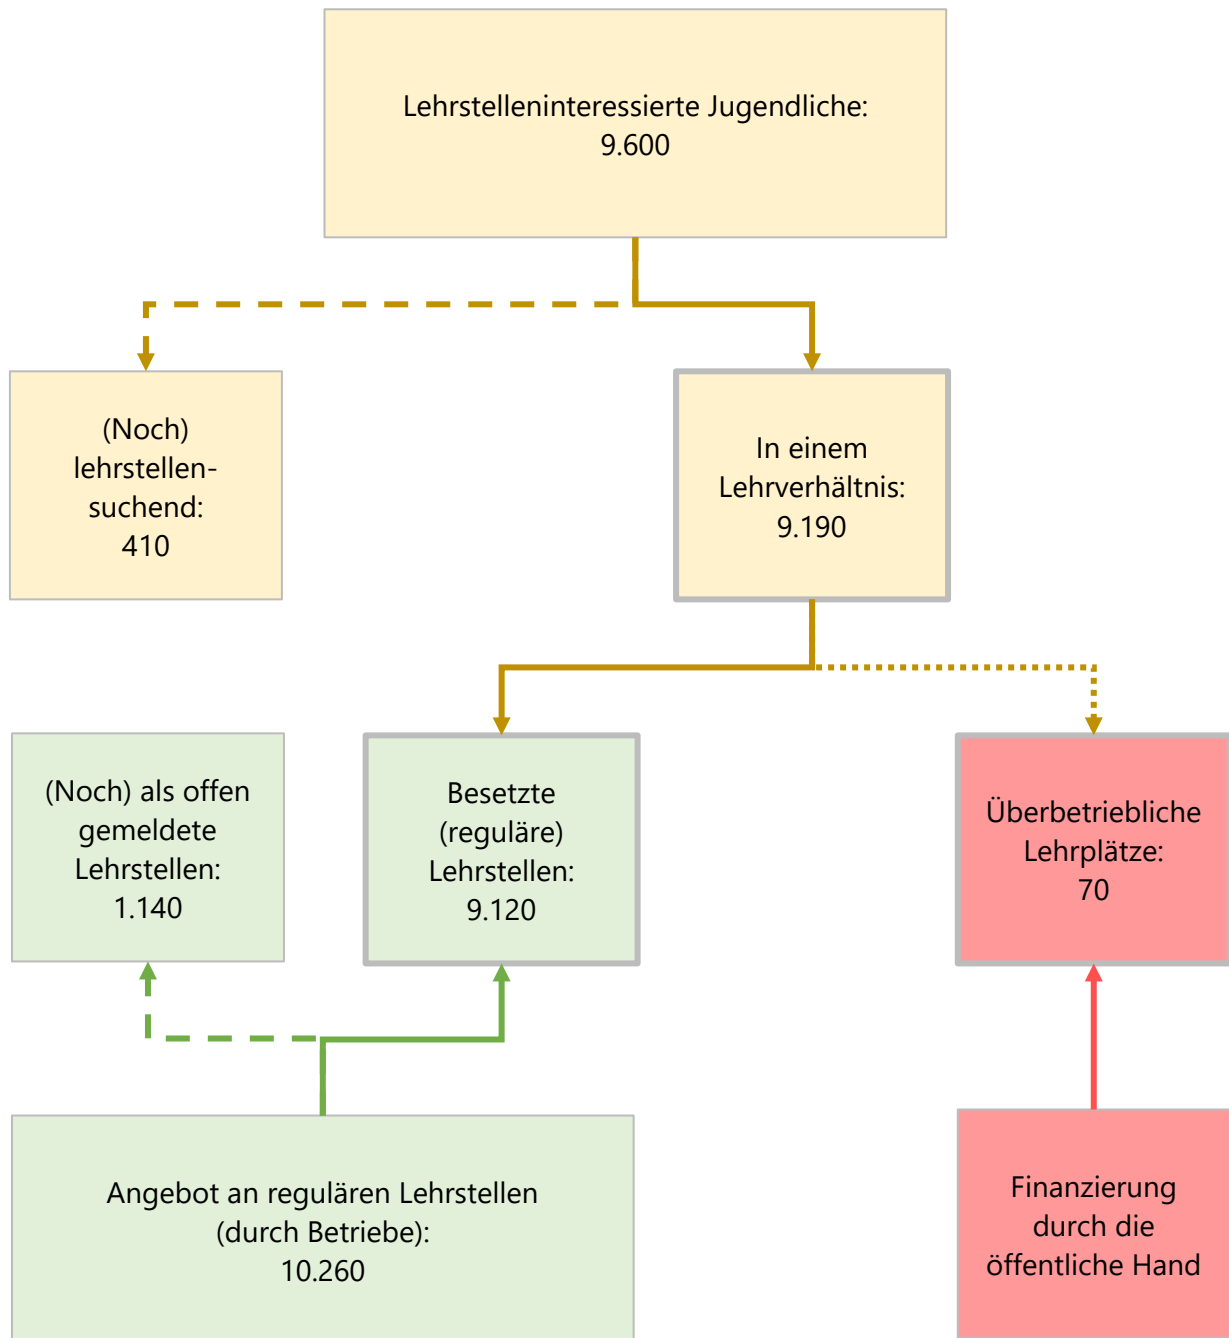 Lehrstelleninteressierte Jugendliche:
9.600
(Noch)
lehrstellen-
suchend:
410
In einem
Lehrverhältnis:
9.190
(Noch) als offen
gemeldete
Lehrstellen:
1.140
Besetzte
(reguläre)
Lehrstellen:
9.120
Überbetriebliche
Lehrplätze:
70
Angebot an regulären Lehrstellen
(durch Betriebe):
10.260
Finanzierung
durch die
öffentliche Hand